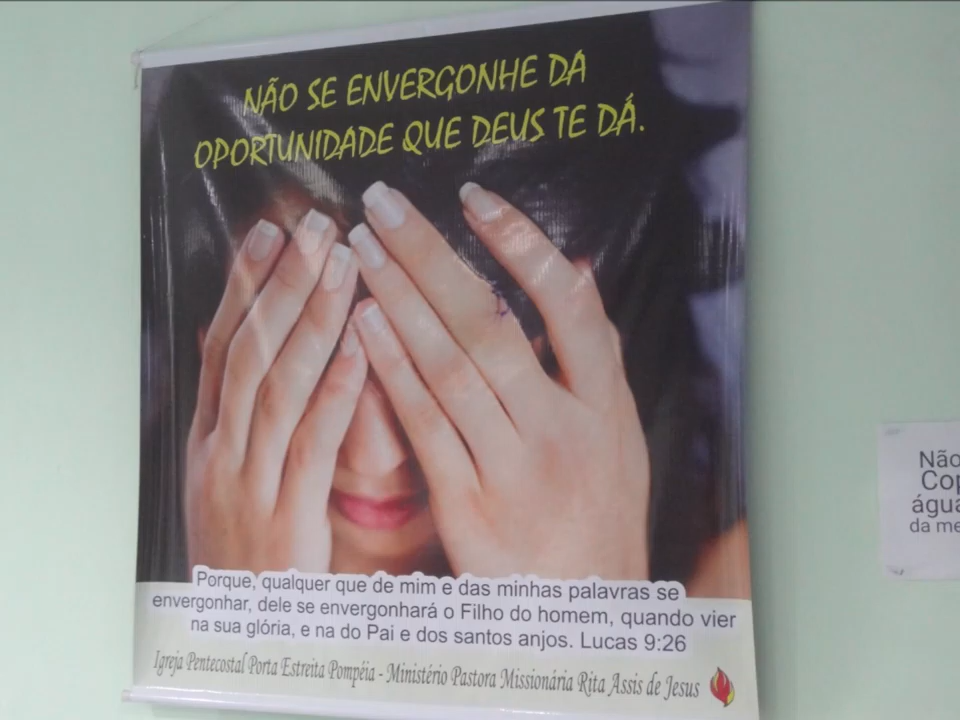 NÃO SE ENVERGONHE DA
OPORTUNIDADE QUE DEUS TE DÁ.
Porque, qualquer que de mim e das minhas palavras se
envergonhar, dele se envergonhará o Filho do homem, quando vier
na sua glória, e na do Pai e dos santos anjos. Lucas 9:26
Igreja Pentecostal Porta Estreita Pompéia - Ministério Pastora Missionária Rita Assis de Jesus
Não
água
da